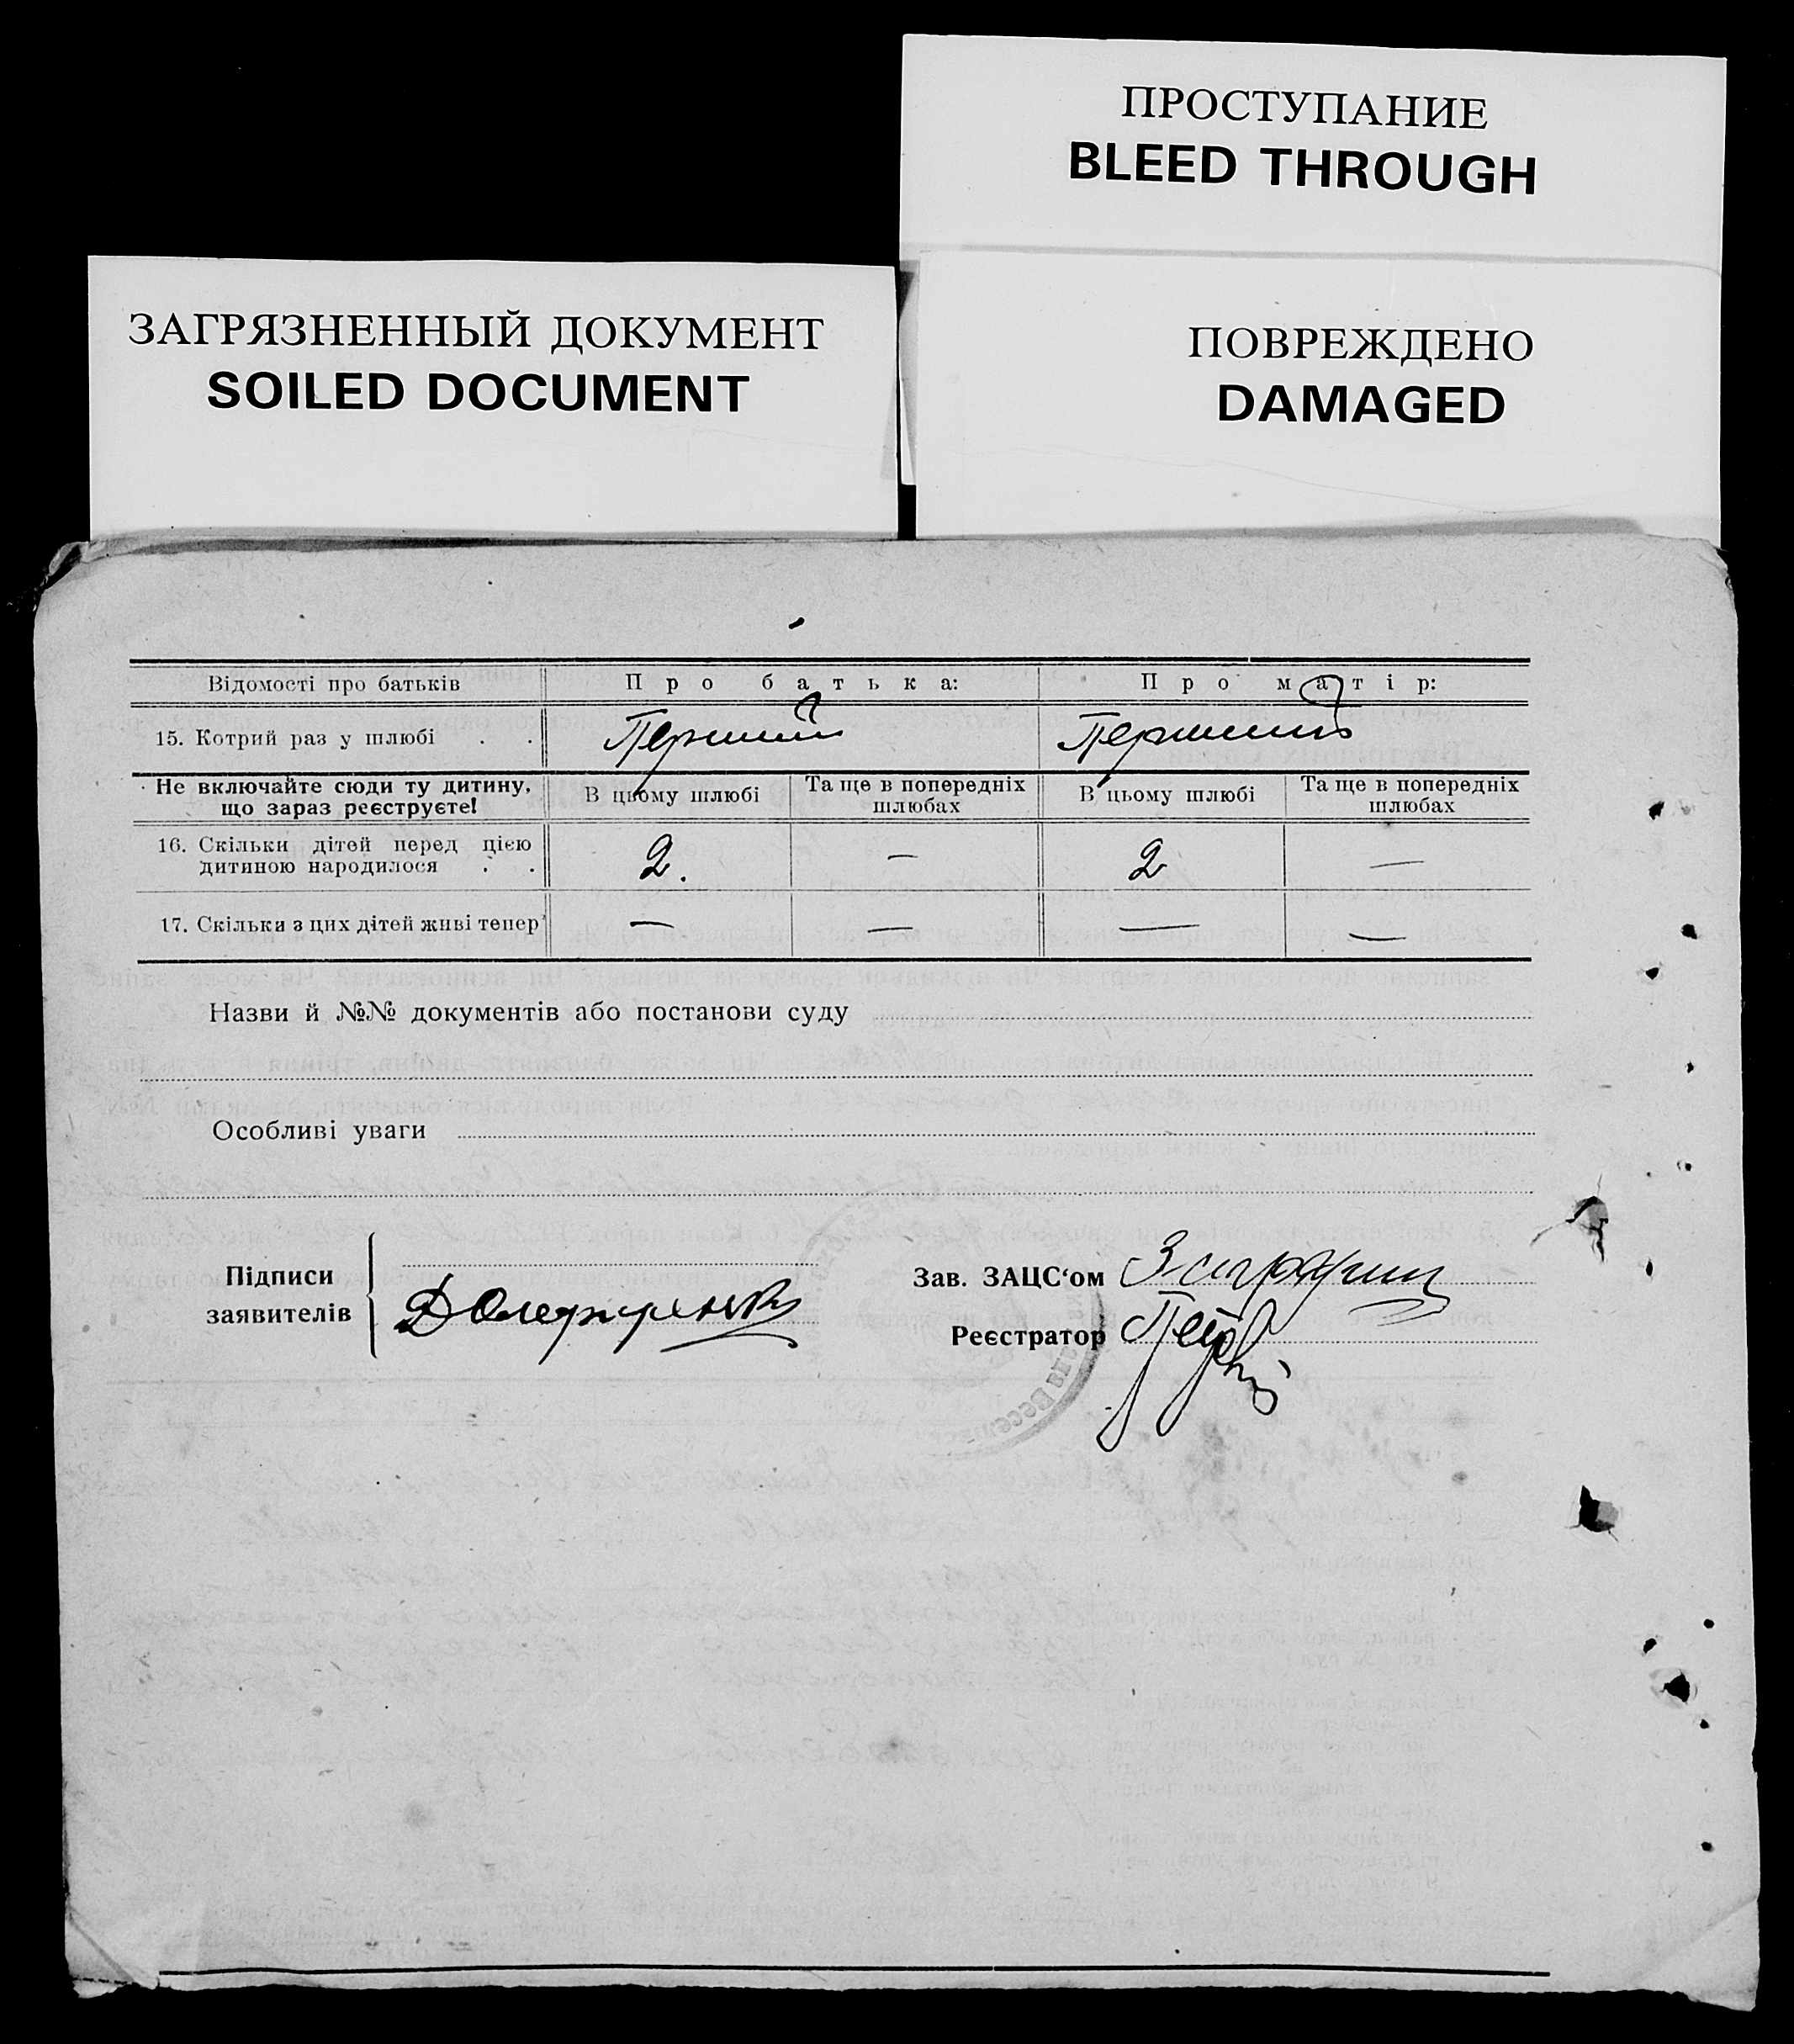 ПРОСТУПАНИЕ
BLEED THROUGH
ЗАГРЯЗНЕННЫЙ ДОКУМЕНТ
SOILED DOCUMENT
ПОВРЕЖДЕНО
DAMAGED
Відомості про батьків Про батька: Про матір:
15. Котрий раз у шлюбі . . Перший Перший
Не включайте сюди ту дитину, що зараз реєструєте! В цьому шлюбі Та ще в попередніх шлюбах В цьому шлюбі Та ще в попередніх шлюбах
16. Скільки дітей перед цією дитиною народилося . . 2. — 2 —
17. Скільки з цих дітей живі тепер — — — —
Назви й №№ документів або постанови суду
Особливі уваги
Підписи
заявителів
Зав. ЗАЦС‘ом
Реєстратор